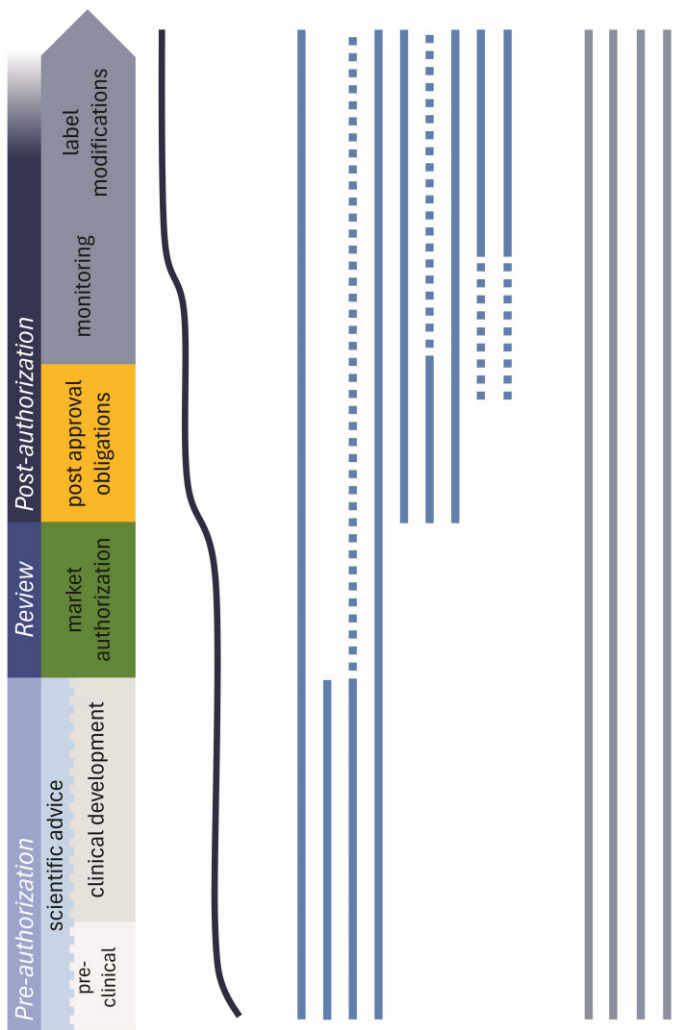 Pre-authorization
Review
Post-authorization
scientific advice
pre-
clinical
clinical development
market
authorization
post approval
obligations
monitoring
label
modifications